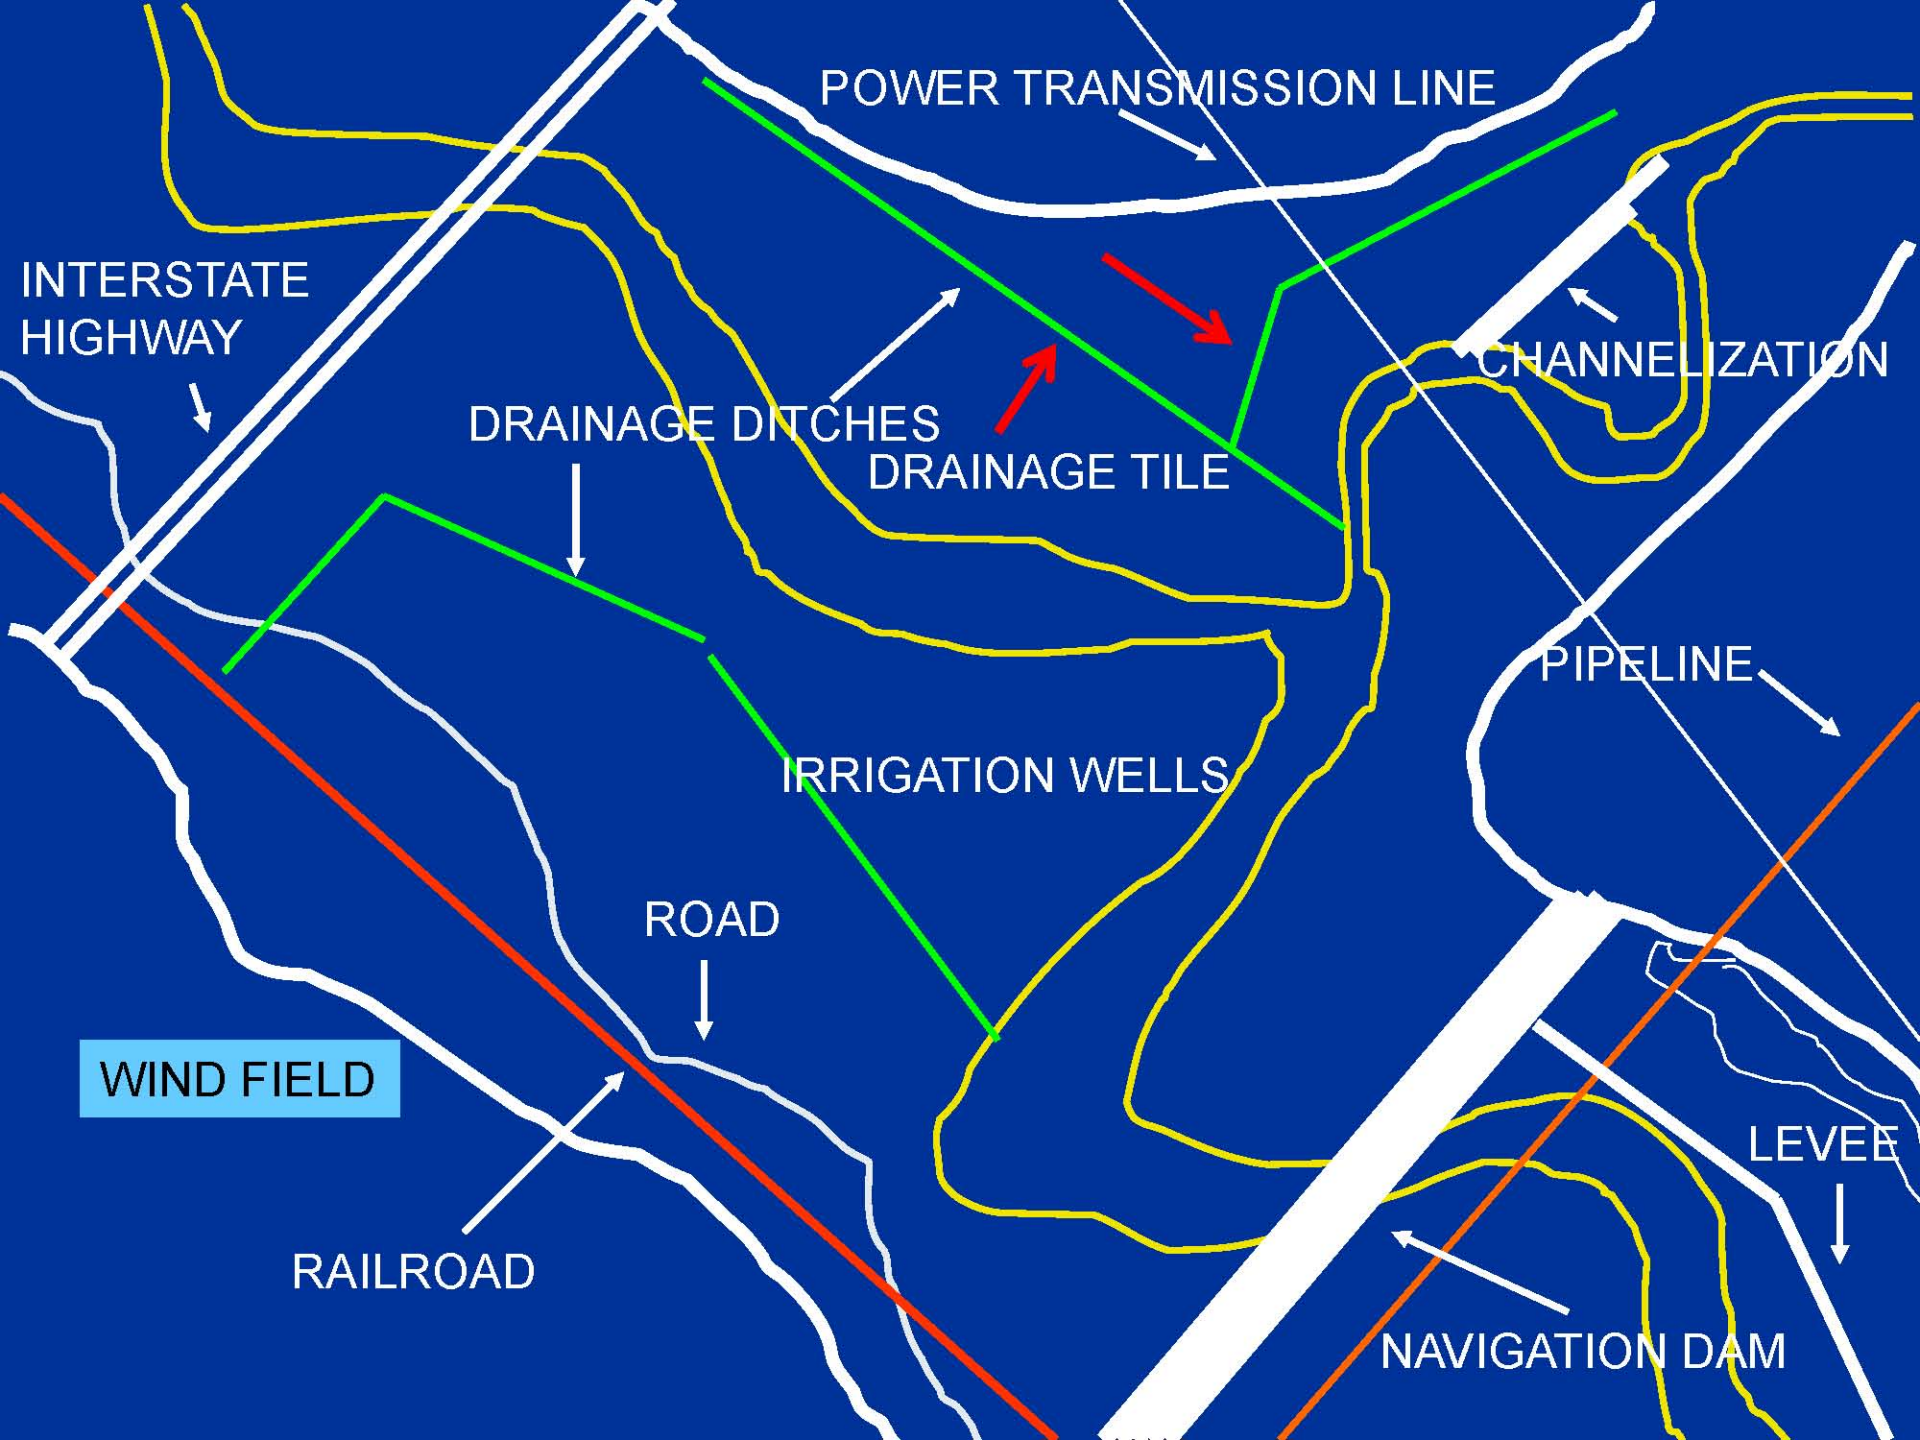 POWER TRANSMISSION LINE
INTERSTATE
HIGHWAY
CHANNELIZATION
DRAINAGE DITCHES
DRAINAGE TILE
PIPELINE
IRRIGATION WELLS
ROAD
WIND FIELD
LEVEE
RAILROAD
NAVIGATION DAM